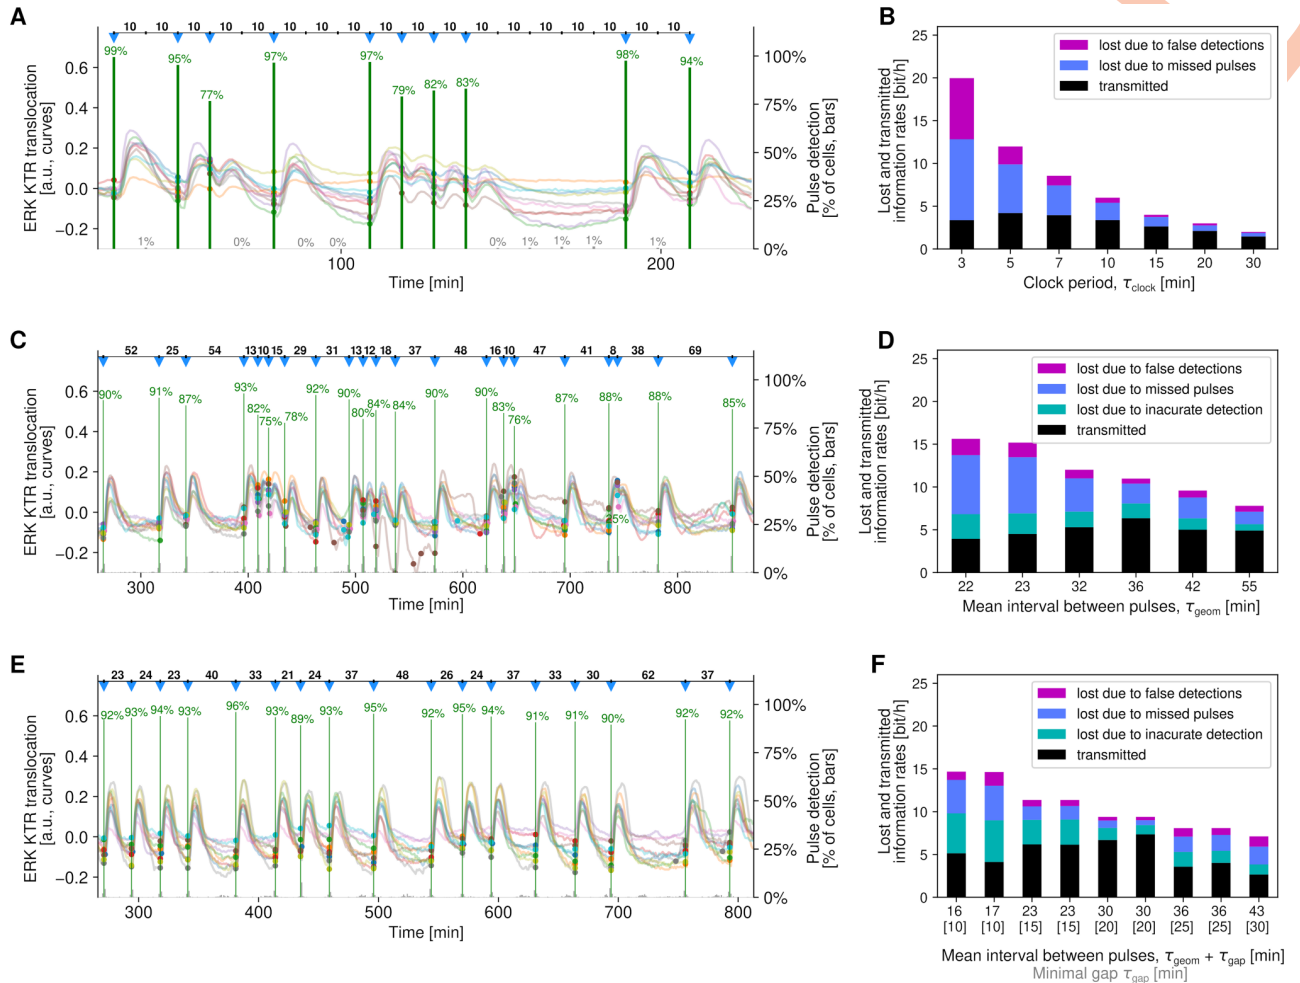 A
10 10 10 10 10 10 10 10 10 10 10 10 10 10 10 10 10 10
99% 95% 77% 97% 97% 79% 82% 83% 98% 94%
1% 0% 0% 0% 0% 1% 1% 1% 1%
ERK KTR translocation
[a.u., curves]
0.6
0.4
0.2
0.0
−0.2
100%
75%
50%
25%
0%
Pulse detection
[% of cells, bars]
100 200
Time [min]
B
Lost and transmitted
information rates [bit/h]
25
20
15
10
5
0
lost due to false detections
lost due to missed pulses
transmitted
3 5 7 10 15 20 30
Clock period, τclock [min]
C
52 25 54 13 10 15 29 31 13 12 18 37 48 16 10 47 41 8 38 69
90% 91% 87% 93% 82% 75% 78% 92% 90% 80% 84% 84% 90% 90% 83% 76% 87% 88% 25% 88% 85%
ERK KTR translocation
[a.u., curves]
0.6
0.4
0.2
0.0
−0.2
100%
75%
50%
25%
0%
Pulse detection
[% of cells, bars]
300 400 500 600 700 800
Time [min]
D
Lost and transmitted
information rates [bit/h]
25
20
15
10
5
0
lost due to false detections
lost due to missed pulses
lost due to inacurate detection
transmitted
22 23 32 36 42 55
Mean interval between pulses, τgeom [min]
E
23 24 23 40 33 21 24 37 48 26 24 37 33 30 62 37
92% 93% 94% 93% 96% 93% 89% 93% 95% 92% 95% 94% 91% 91% 90% 92% 92%
ERK KTR translocation
[a.u., curves]
0.6
0.4
0.2
0.0
−0.2
100%
75%
50%
25%
0%
Pulse detection
[% of cells, bars]
300 400 500 600 700 800
Time [min]
F
Lost and transmitted
information rates [bit/h]
25
20
15
10
5
0
lost due to false detections
lost due to missed pulses
lost due to inacurate detection
transmitted
16 17 23 23 30 30 36 36 43
[10] [10] [15] [15] [20] [20] [25] [25] [30]
Mean interval between pulses, τgeom + τgap [min]
Minimal gap τgap [min]